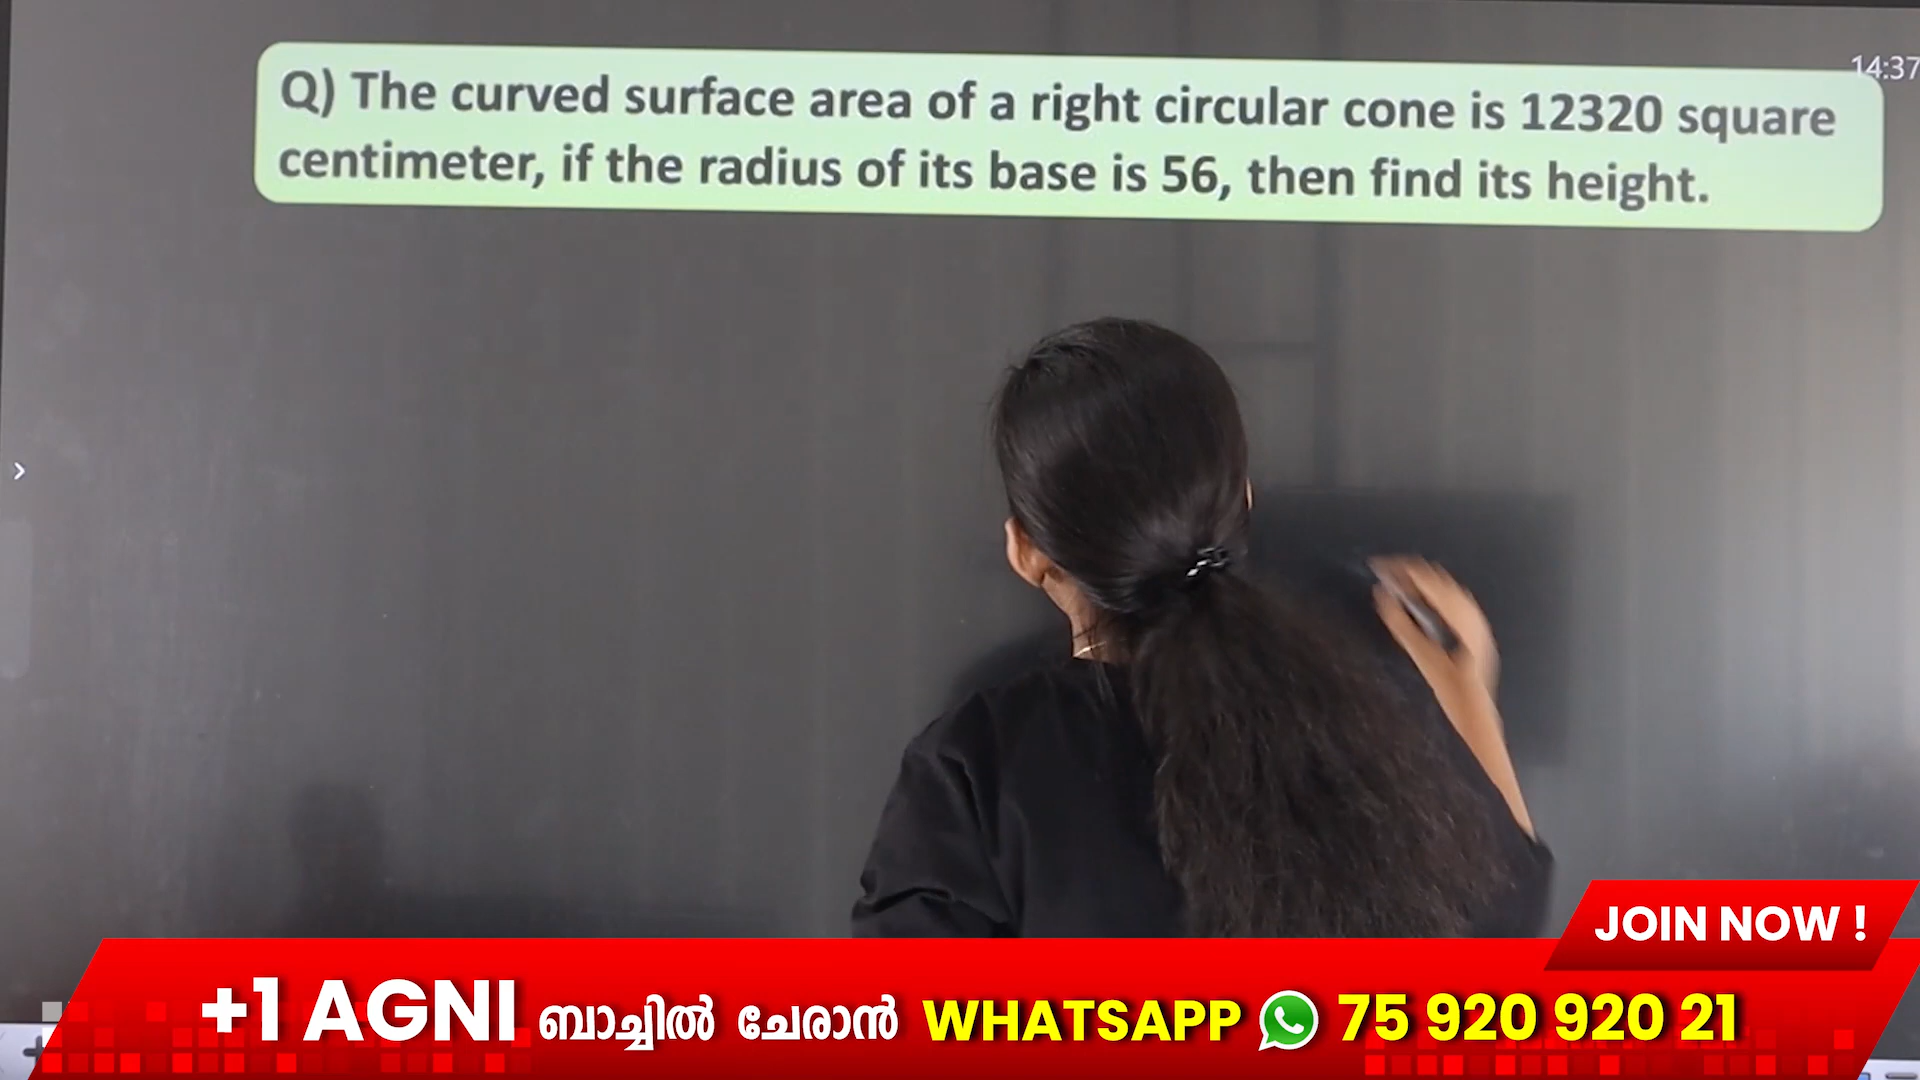 14:37
Q) The curved surface area of a right circular cone is 12320 square
centimeter, if the radius of its base is 56, then find its height.
JOIN NOW !
+1 AGNI ബാച്ചിൽ ചേരാൻ WHATSAPP 75 920 920 21